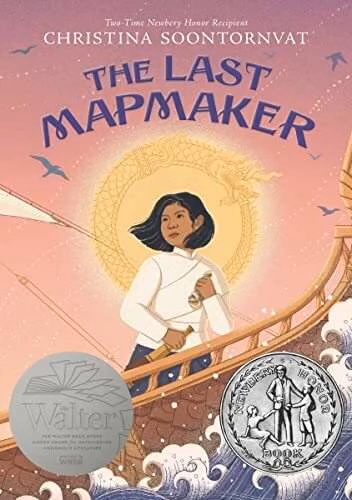 Two-Time Newbery Honor Recipient
CHRISTINA SOONTORNVAT
THE LAST
MAPMAKER
Walter
NEWBERY HONOR
BOOK